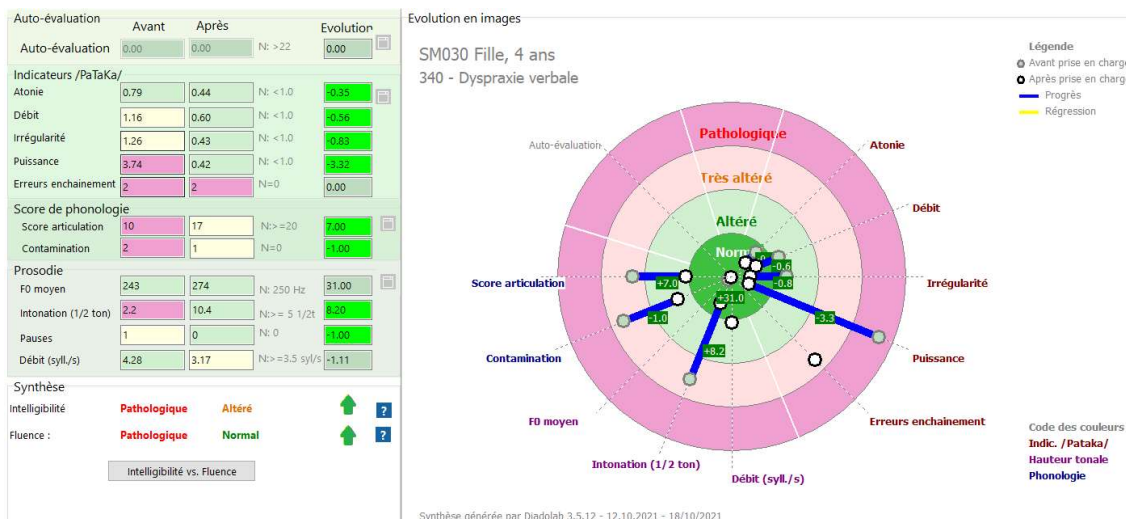 Auto-évaluation
Avant Après Evolution
Auto-évaluation 0.00 0.00 N: >22 0.00
Indicateurs /PaTaKa/
Atonie 0.79 0.44 N: <1.0 -0.35
Débit 1.16 0.60 N: <1.0 -0.56
Irrégularité 1.26 0.43 N: <1.0 -0.83
Puissance 3.74 0.42 N: <1.0 -3.32
Erreurs enchainement 2 2 N=0 0.00
Score de phonologie
Score articulation 10 17 N:>=20 7.00
Contamination 2 1 N=0 -1.00
Prosodie
F0 moyen 243 274 N: 250 Hz 31.00
Intonation (1/2 ton) 2.2 10.4 N:>= 5 1/2t 8.20
Pauses 1 0 N: 0 -1.00
Débit (syll./s) 4.28 3.17 N:>=3.5 syl/s -1.11
Synthèse
Intelligibilité Pathologique Altéré ?
Fluence : Pathologique Normal ?
Intelligibilité vs. Fluence
Evolution en images
SM030 Fille, 4 ans
340 - Dyspraxie verbale
Légende
Avant prise en charge
Après prise en charg
Progrès
Régression
Pathologique
Très altéré
Altéré
Auto-évaluation
Atonie
Débit
-0.6
Irrégularité
-0.8
Score articulation
+7.0
+31.0
-1.0
-3.3
Contamination
+8.2
Puissance
F0 moyen
Erreurs enchainement
Intonation (1/2 ton)
Débit (syll./s)
Code des couleurs
Indic. /Pataka/
Hauteur tonale
Phonologie
Synthèse générée par Diadolab 3.5.12 - 12.10.2021 - 18/10/2021